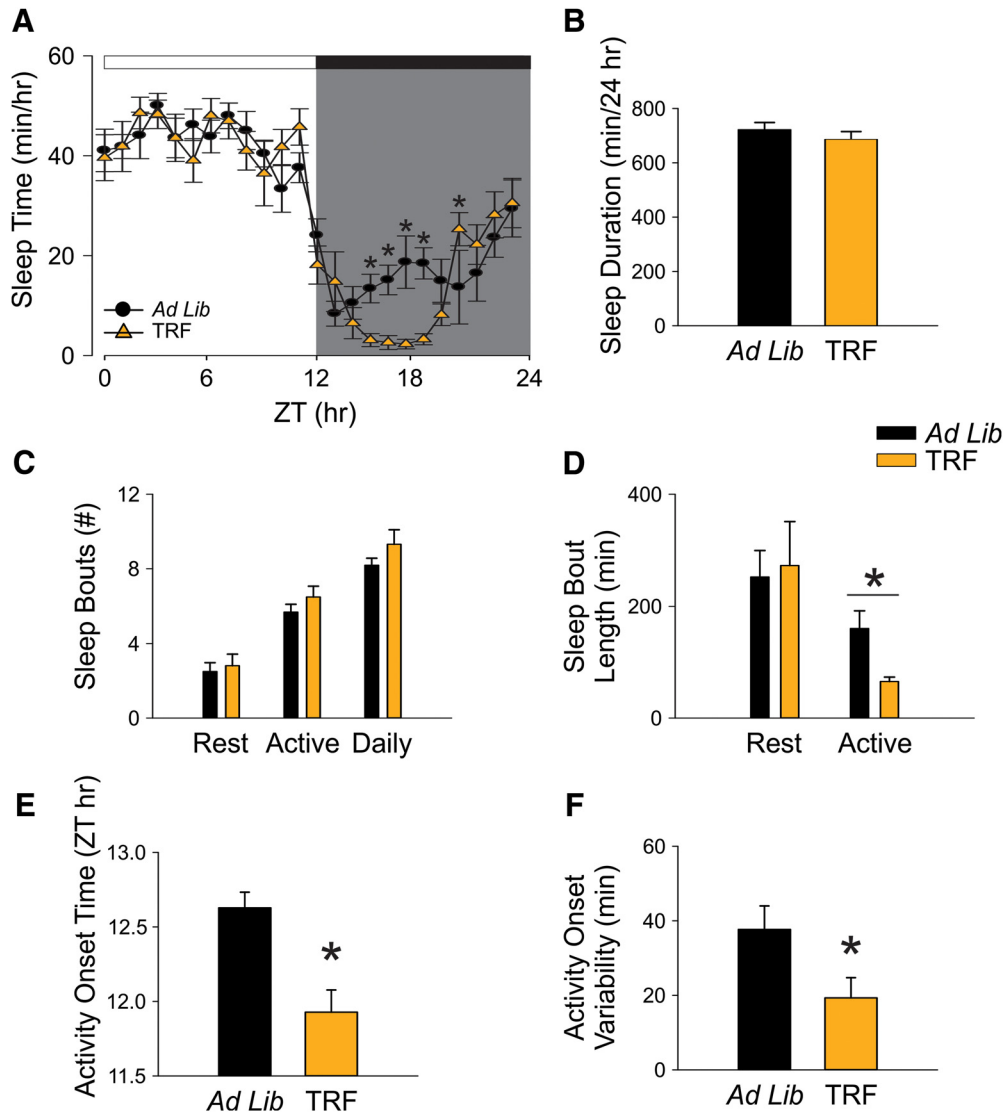 A
Sleep Time (min/hr)
60
40
20
0
* * * * *
Ad Lib
TRF
0 6 12 18 24
ZT (hr)
B
Sleep Duration (min/24 hr)
800
600
400
200
0
Ad Lib TRF
Ad Lib
TRF
C
Sleep Bouts (#)
12
8
4
0
Rest Active Daily
D
Sleep Bout
Length (min)
400
200
0
*
Rest Active
E
Activity Onset Time (ZT hr)
13.0
12.5
12.0
11.5
*
Ad Lib TRF
F
Activity Onset
Variability (min)
60
40
20
0
*
Ad Lib TRF